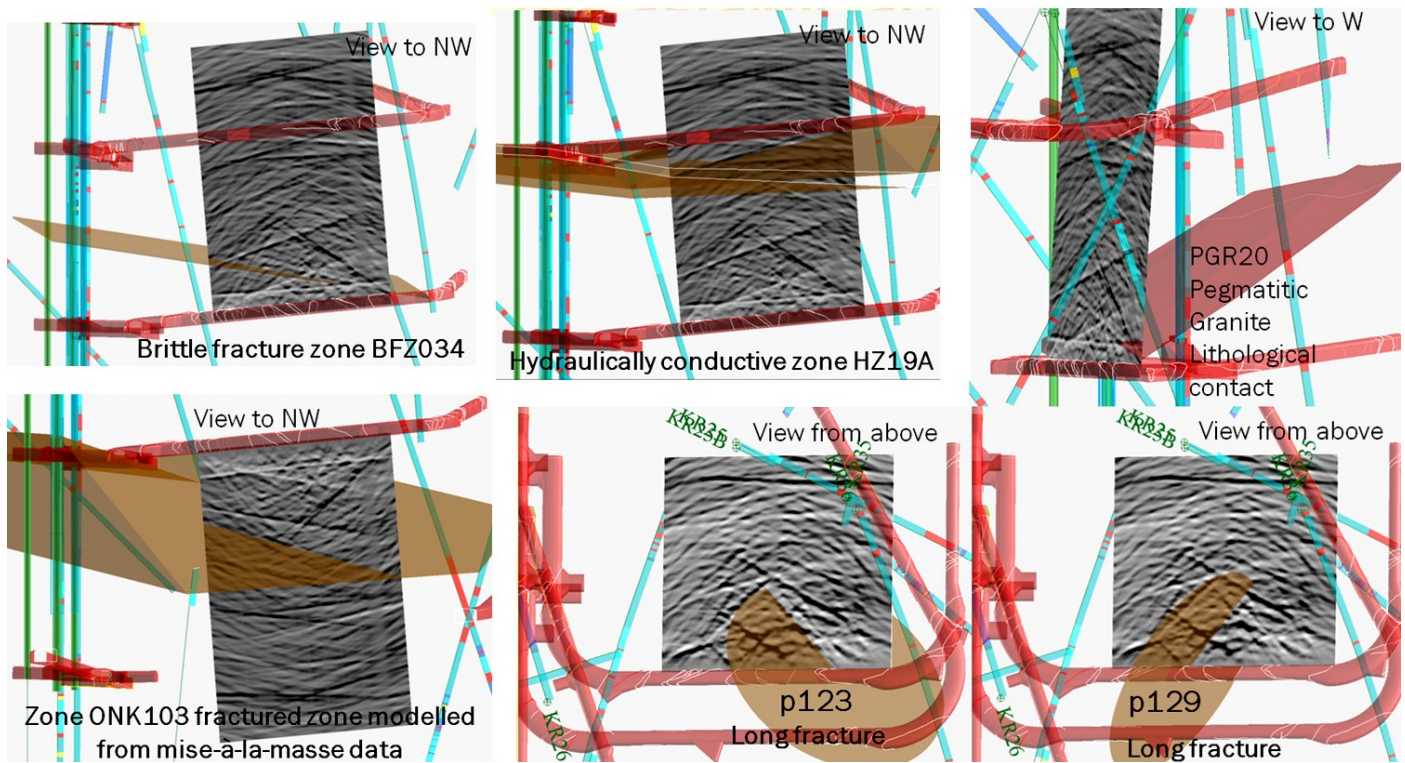 View to NW
Brittle fracture zone BFZ034
View to NW
Hydraulically conductive zone HZ19A
View to W
PGR20
Pegmatitic
Granite
Lithological
contact
View to NW
Zone ONK103 fractured zone modelled
from mise-à-la-masse data
KR25
KR25B
View from above
KR26
p123
Long fracture
KR25
KR25B
View from above
KR26
p129
Long fracture